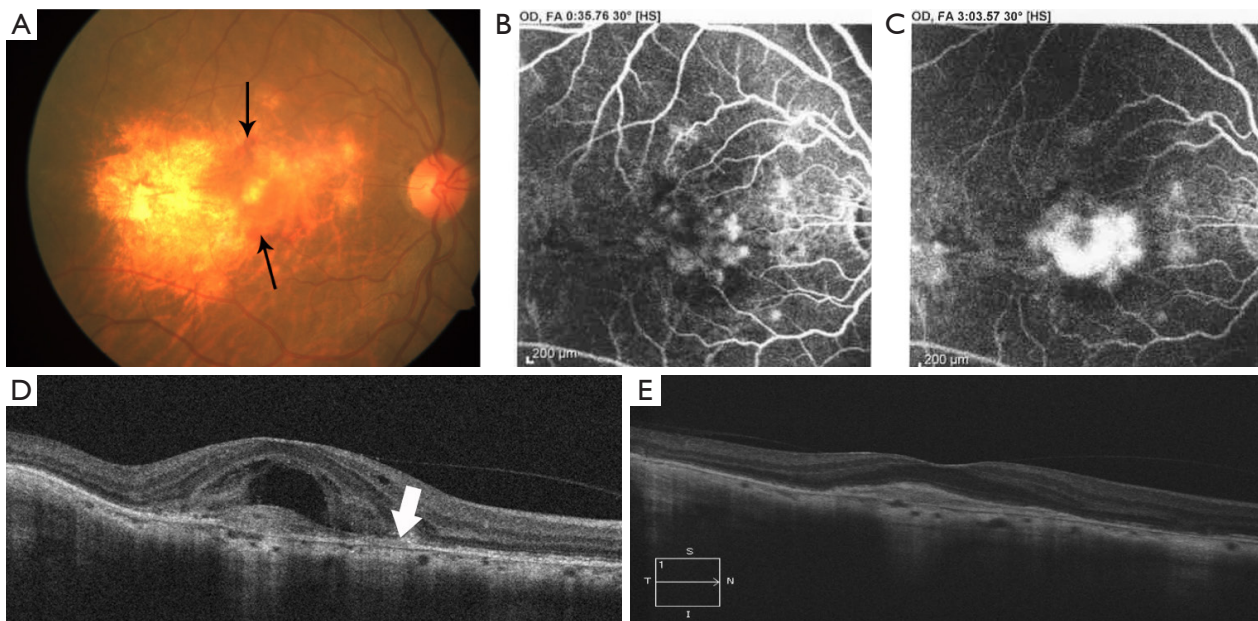 A
B
OD, FA 0:35.76 30° [HS]
200 µm
C
OD, FA 3:03.57 30° [HS]
200 µm
D
E
S
1
T
N
I